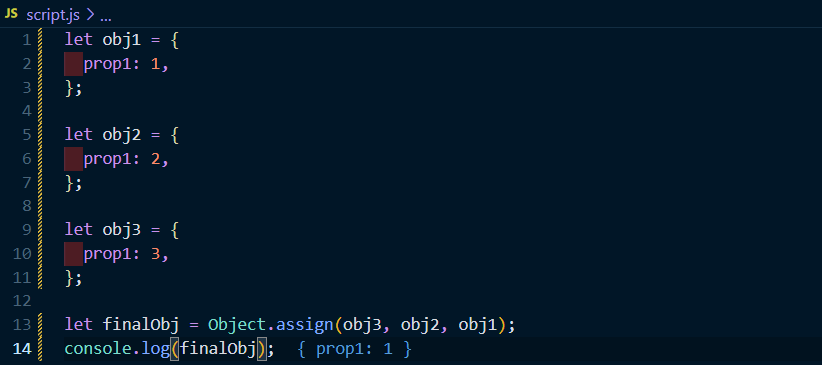 JS script.js > ...
1 let obj1 = {
2 prop1: 1,
3 };
4
5 let obj2 = {
6 prop1: 2,
7 };
8
9 let obj3 = {
10 prop1: 3,
11 };
12
13 let finalObj = Object.assign(obj3, obj2, obj1);
14 console.log(finalObj); { prop1: 1 }